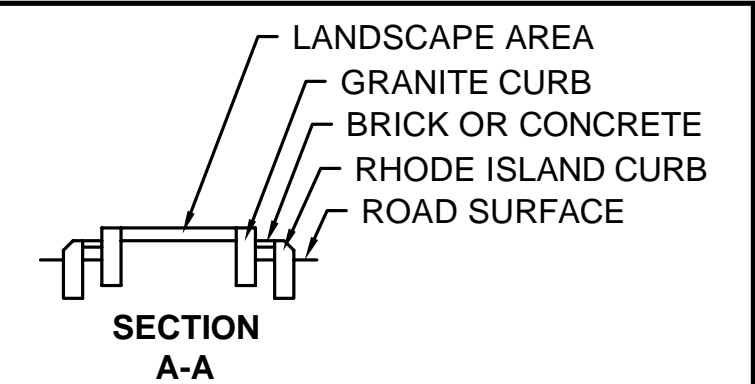 LANDSCAPE AREA
GRANITE CURB
BRICK OR CONCRETE
RHODE ISLAND CURB
ROAD SURFACE
SECTION
A-A